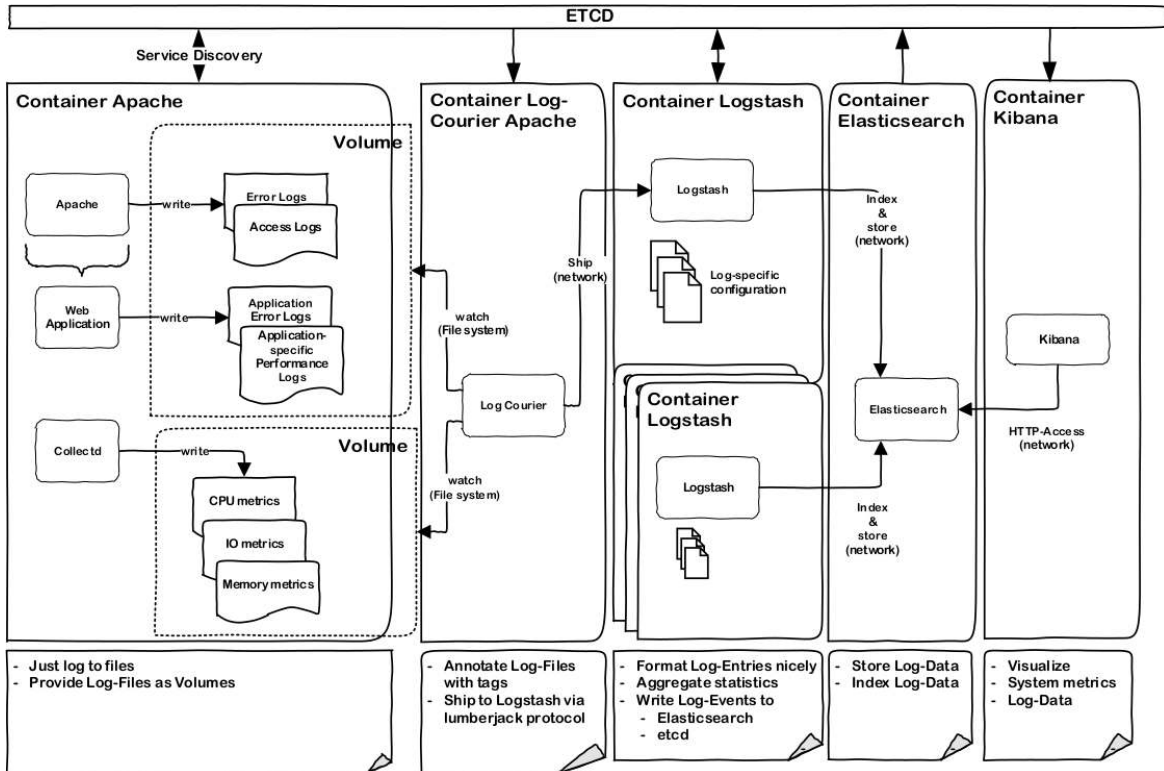 ETCD
Service Discovery
Container Apache
Volume
Apache
write
Error Logs
Access Logs
Web
Application
write
Application
Error Logs
Application-
specific
Performance
Logs
Collectd
write
Volume
CPU metrics
IO metrics
Memory metrics
Container Log-
Courier Apache
watch
(File system)
Log Courier
watch
(File system)
Ship
(network)
Container Logstash
Logstash
Log-specific
configuration
Container
Logstash
Logstash
Container
Elasticsearch
Index
&
store
(network)
Elasticsearch
Index
&
store
(network)
Container
Kibana
Kibana
HTTP-Access
(network)
- Just log to files
- Provide Log-Files as Volumes
- Annotate Log-Files
with tags
- Ship to Logstash via
lumberjack protocol
- Format Log-Entries nicely
- Aggregate statistics
- Write Log-Events to
- Elasticsearch
- etcd
- Store Log-Data
- Index Log-Data
- Visualize
- System metrics
- Log-Data